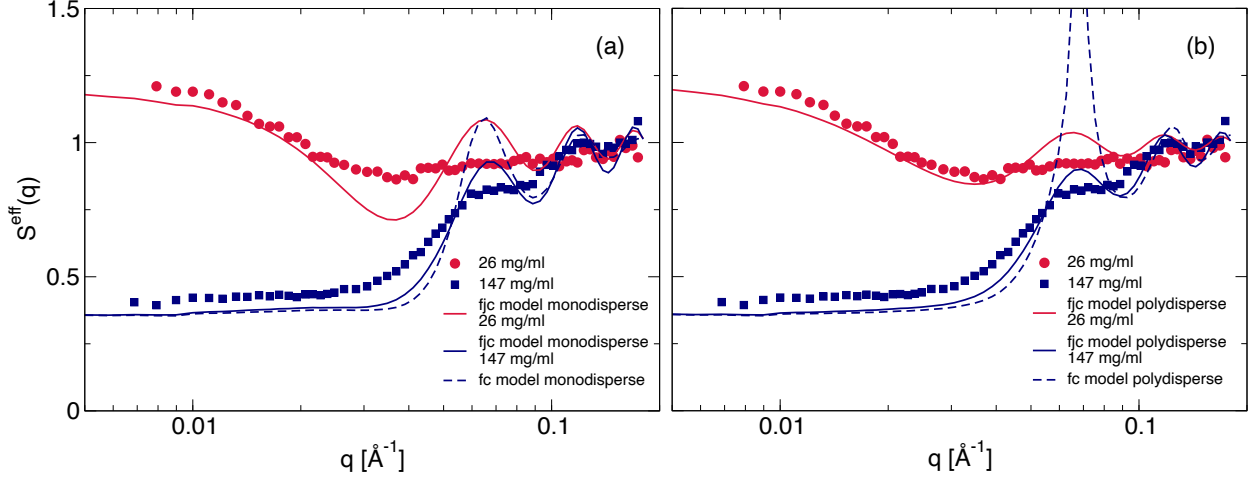 1.5
1
0.5
0
S^eff(q)
(a)
26 mg/ml
147 mg/ml
fjc model monodisperse
26 mg/ml
fjc model monodisperse
147 mg/ml
fc model monodisperse
0.01
0.1
q [Å⁻¹]
(b)
26 mg/ml
147 mg/ml
fjc model polydisperse
26 mg/ml
fjc model polydisperse
147 mg/ml
fc model polydisperse
0.01
0.1
q [Å⁻¹]